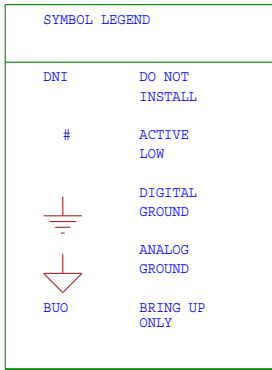 SYMBOL LEGEND
DNI DO NOT
INSTALL
# ACTIVE
LOW
DIGITAL
GROUND
ANALOG
GROUND
BUO BRING UP
ONLY